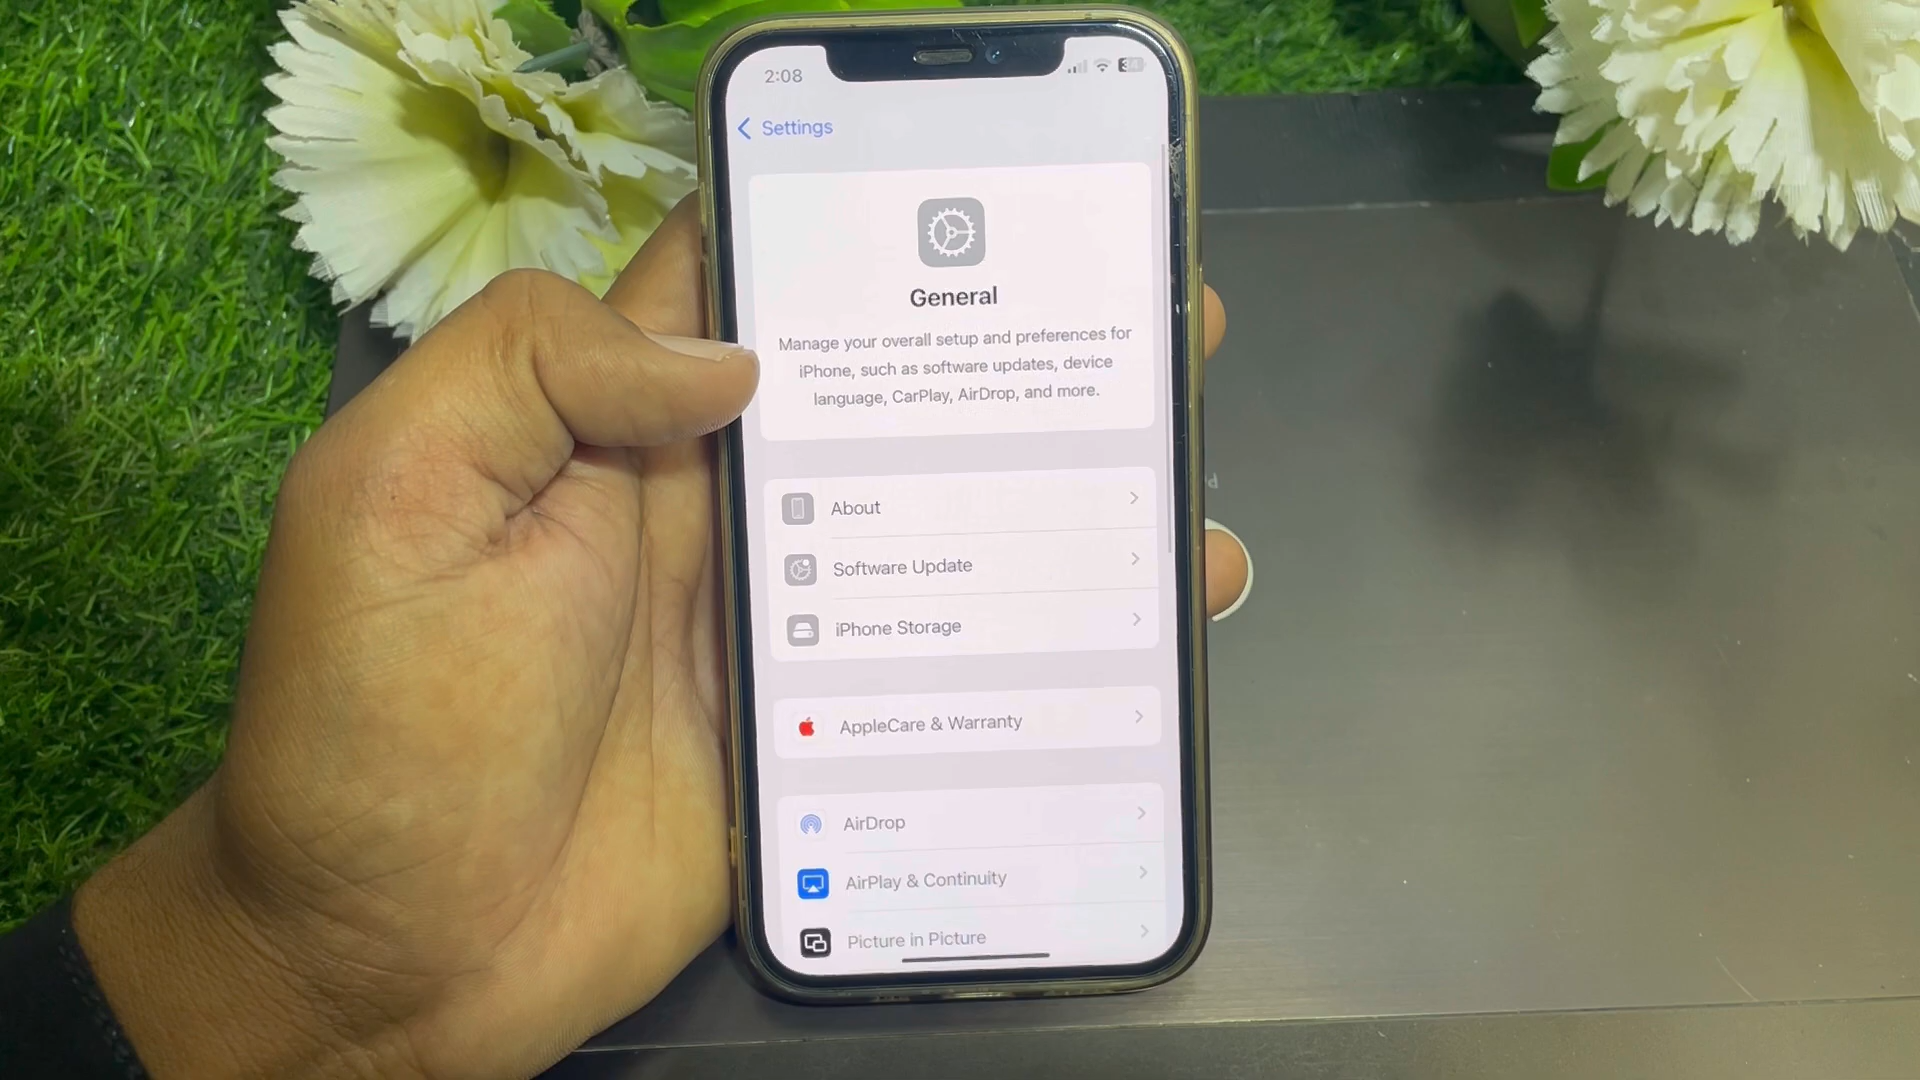 2:08
34
Settings
General
Manage your overall setup and preferences for
iPhone, such as software updates, device
language, CarPlay, AirDrop, and more.
About
Software Update
iPhone Storage
AppleCare & Warranty
AirDrop
AirPlay & Continuity
Picture in Picture